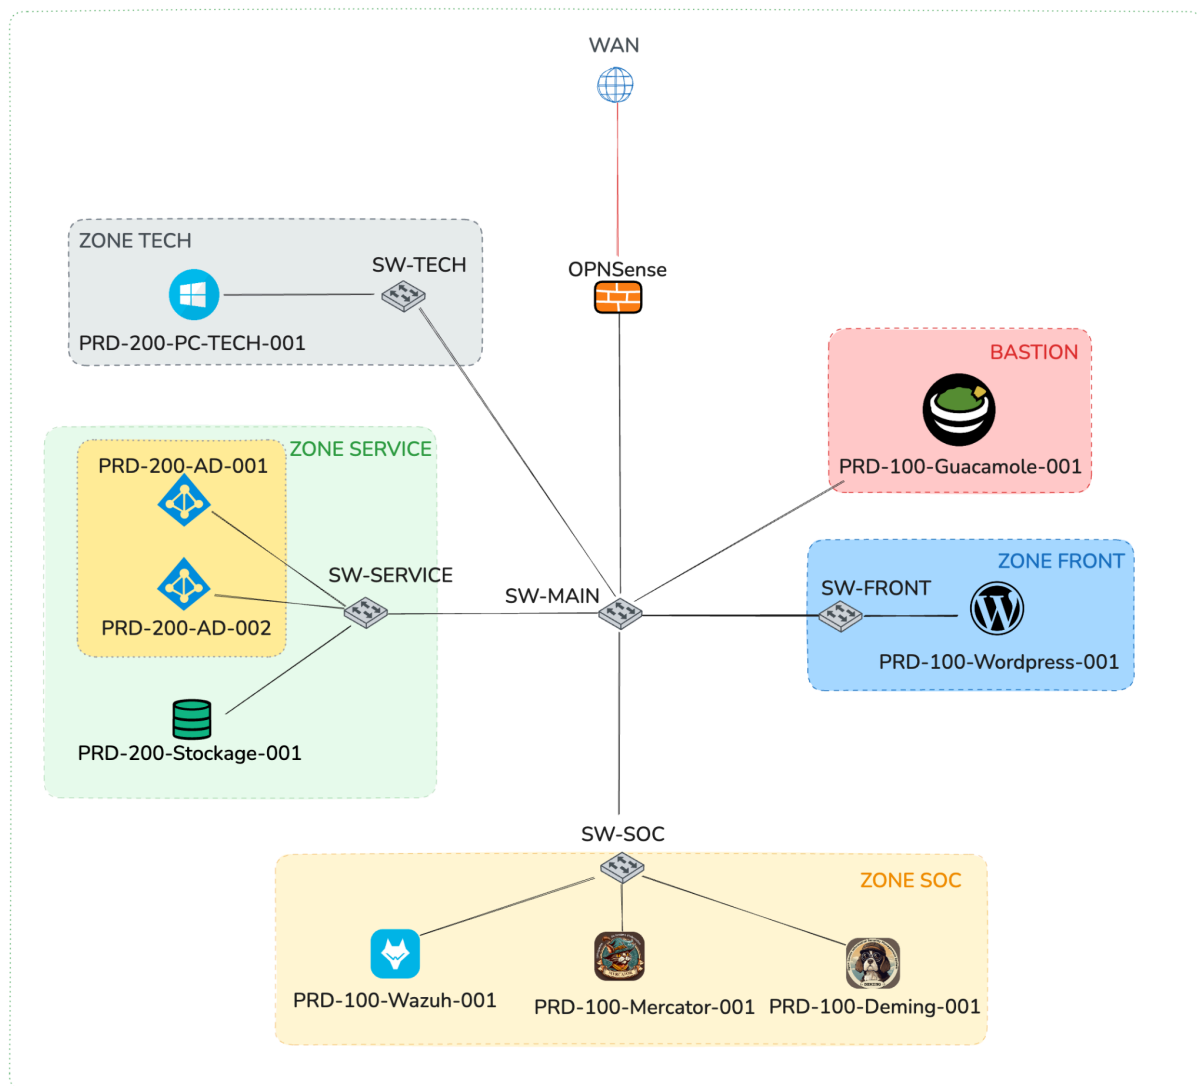 WAN
OPNSense
ZONE TECH
SW-TECH
PRD-200-PC-TECH-001
BASTION
PRD-100-Guacamole-001
ZONE SERVICE
PRD-200-AD-001
PRD-200-AD-002
SW-SERVICE
PRD-200-Stockage-001
SW-MAIN
ZONE FRONT
SW-FRONT
PRD-100-Wordpress-001
SW-SOC
ZONE SOC
PRD-100-Wazuh-001
PRD-100-Mercator-001
PRD-100-Deming-001